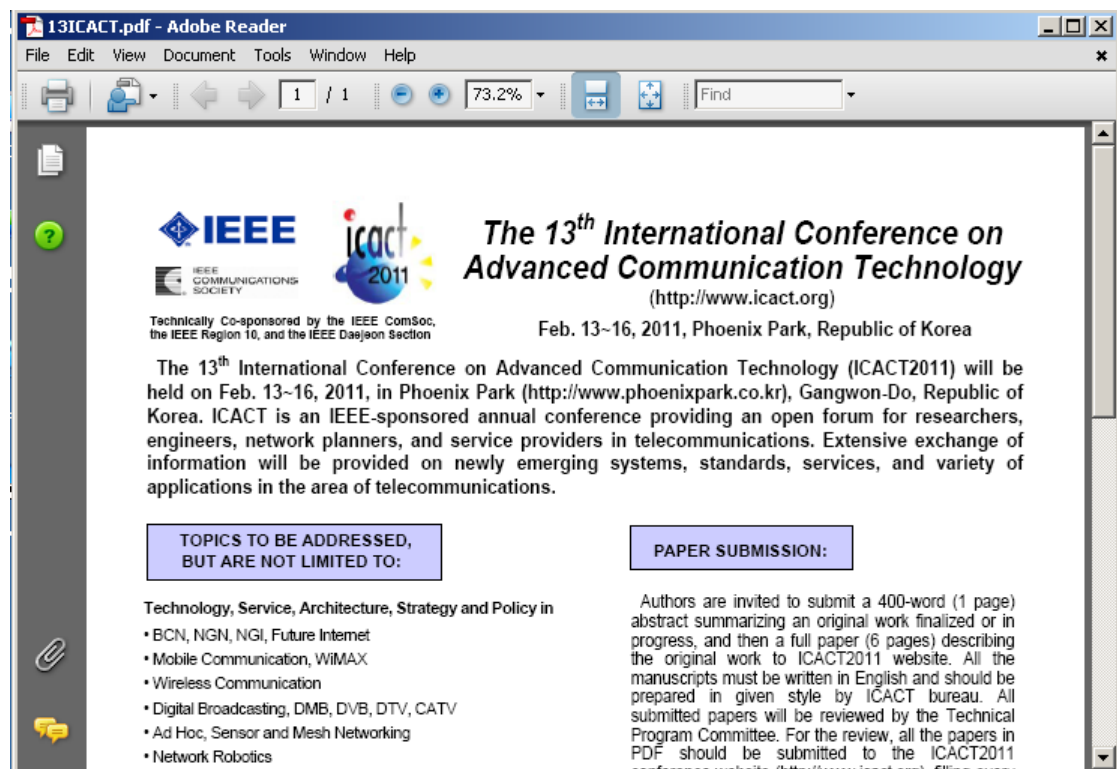 13ICACT.pdf - Adobe Reader
File Edit View Document Tools Window Help
1 / 1 73.2% Find
IEEE
IEEE
COMMUNICATIONS
SOCIETY
icact
2011
Technically Co-sponsored by the IEEE ComSoc,
the IEEE Region 10, and the IEEE Daejeon Section
The 13th International Conference on
Advanced Communication Technology
(http://www.icact.org)
Feb. 13~16, 2011, Phoenix Park, Republic of Korea
The 13th International Conference on Advanced Communication Technology (ICACT2011) will be
held on Feb. 13~16, 2011, in Phoenix Park (http://www.phoenixpark.co.kr), Gangwon-Do, Republic of
Korea. ICACT is an IEEE-sponsored annual conference providing an open forum for researchers,
engineers, network planners, and service providers in telecommunications. Extensive exchange of
information will be provided on newly emerging systems, standards, services, and variety of
applications in the area of telecommunications.
TOPICS TO BE ADDRESSED,
BUT ARE NOT LIMITED TO:
Technology, Service, Architecture, Strategy and Policy in
• BCN, NGN, NGI, Future Internet
• Mobile Communication, WiMAX
• Wireless Communication
• Digital Broadcasting, DMB, DVB, DTV, CATV
• Ad Hoc, Sensor and Mesh Networking
• Network Robotics
PAPER SUBMISSION:
Authors are invited to submit a 400-word (1 page)
abstract summarizing an original work finalized or in
progress, and then a full paper (6 pages) describing
the original work to ICACT2011 website. All the
manuscripts must be written in English and should be
prepared in given style by ICACT bureau. All
submitted papers will be reviewed by the Technical
Program Committee. For the review, all the papers in
PDF should be submitted to the ICACT2011
conference website (http://www.icact.org), filling every